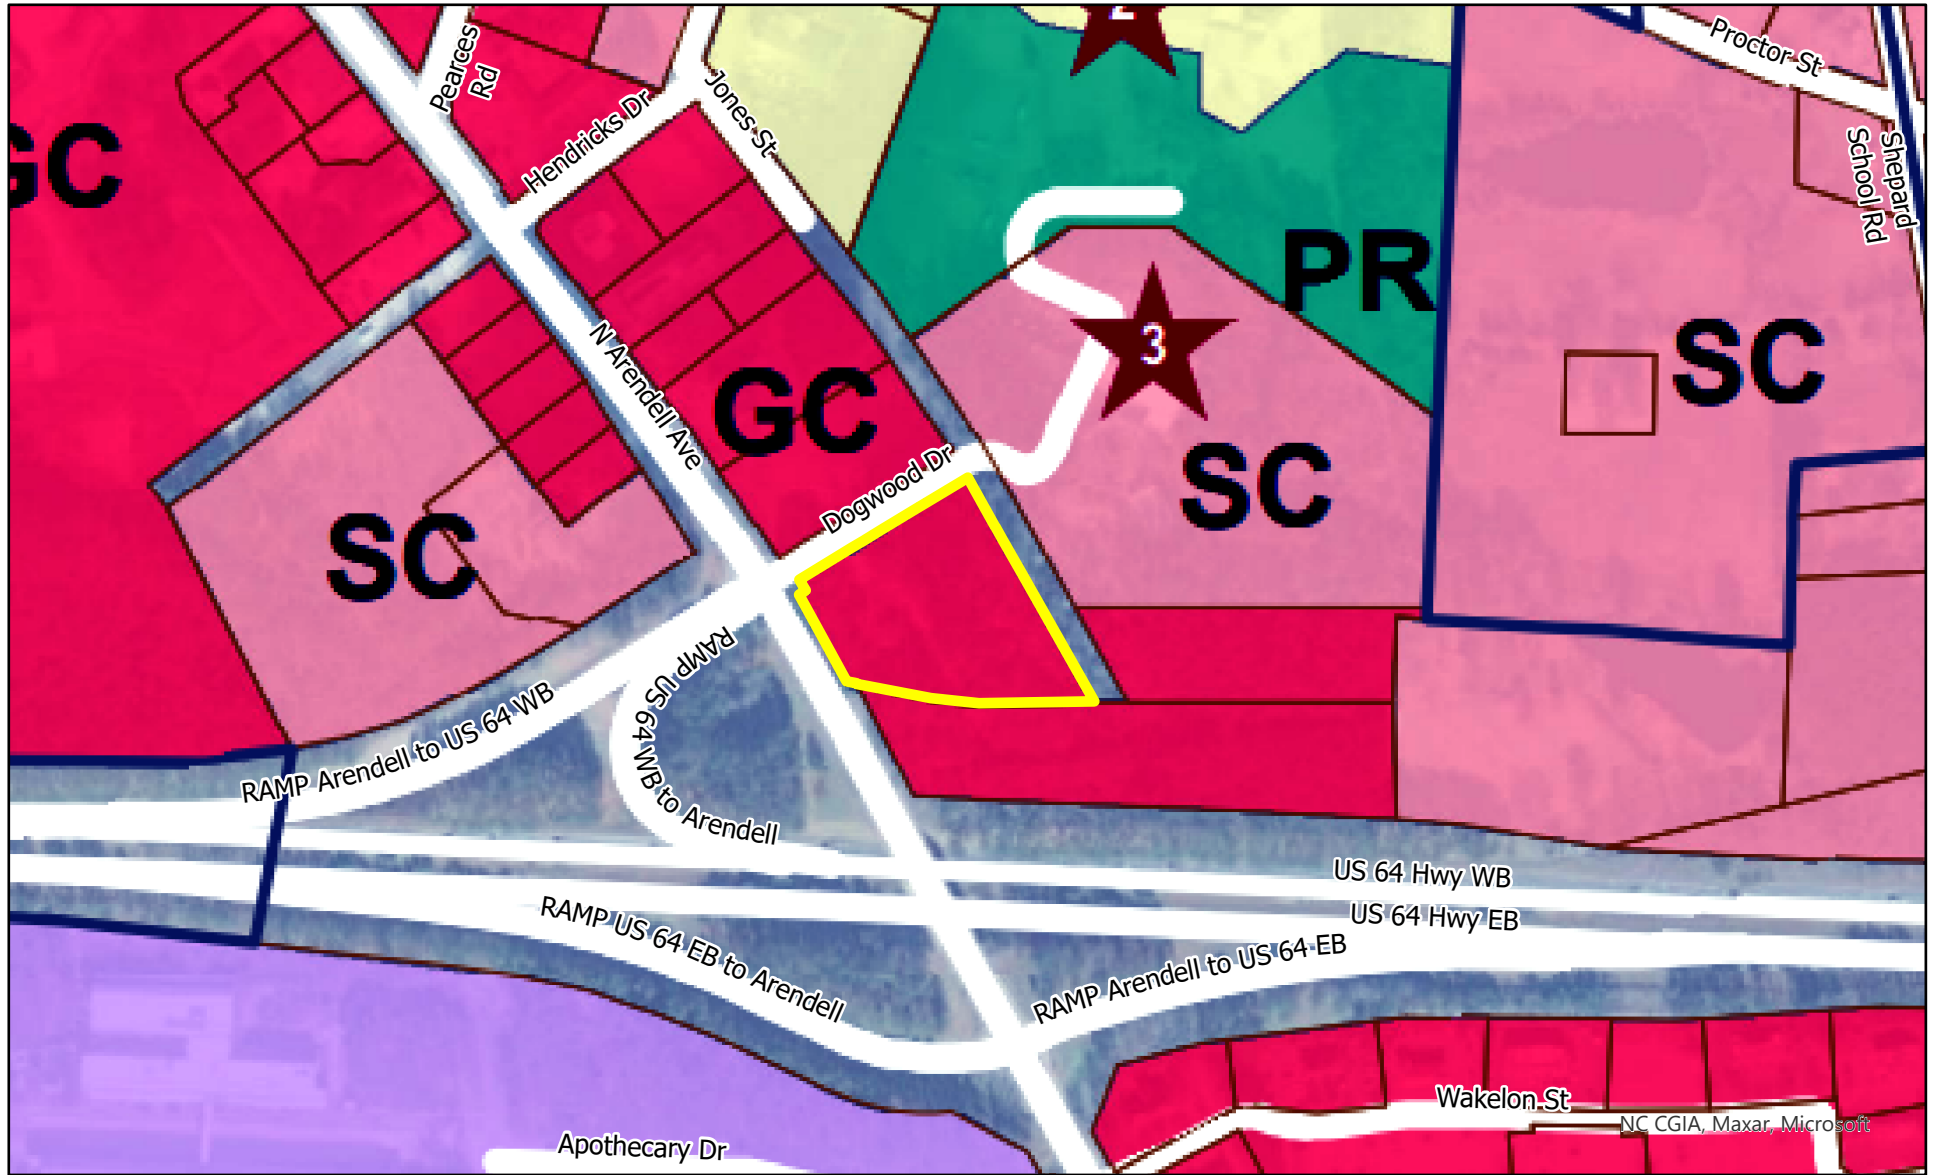 2
Proctor St
Pearces
Rd
Jones St
Hendricks Dr
GC
Shepard
School Rd
PR
3
SC
N Arendell Ave
GC
Dogwood Dr
SC
SC
RAMP US 64 WB to Arendell
RAMP Arendell to US 64 WB
US 64 Hwy WB
US 64 Hwy EB
RAMP US 64 EB to Arendell
RAMP Arendell to US 64 EB
Wakelon St
NC CGIA, Maxar, Microsoft
Apothecary Dr